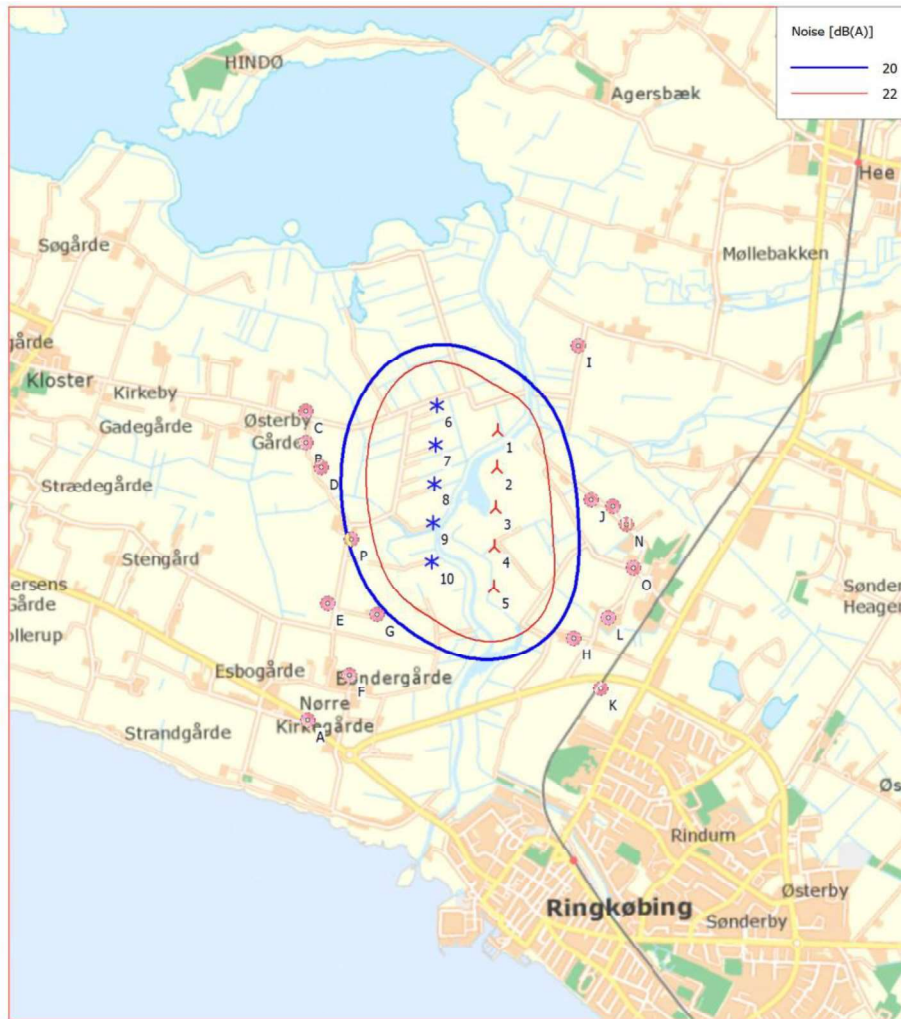 Noise [dB(A)]
20
22
HINDØ
Agersbæk
Hee
Søgårde
Møllebakken
gårde
Kloster
Kirkeby
Gadegårde
Østerby
Gårde
Strædegårde
Stengård
ersens
Gårde
ollerup
Sønder
Heager
Esbogårde
Bøndergårde
Nørre
Kirkegårde
Strandgårde
Øs
Rindum
Østerby
Ringkøbing
Sønderby
I
C
B
D
P
E
G
F
A
J
N
O
L
H
K
6
7
8
9
10
1
2
3
4
5